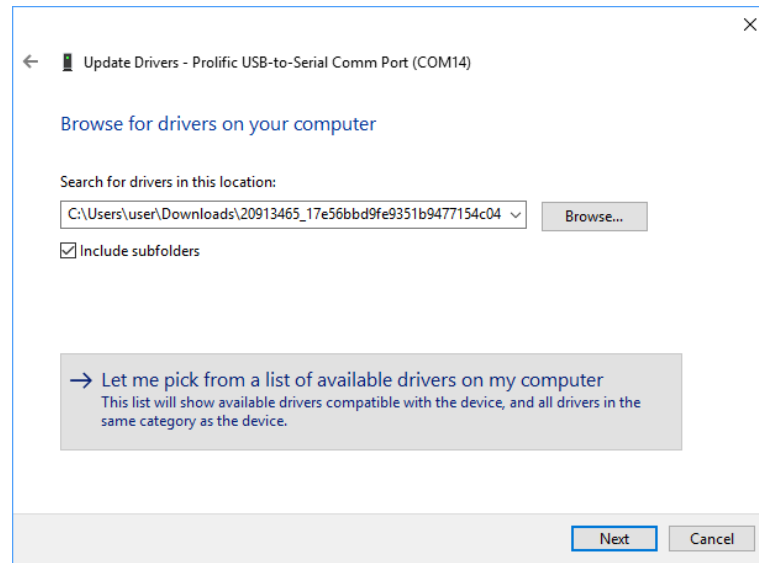 Update Drivers - Prolific USB-to-Serial Comm Port (COM14)
Browse for drivers on your computer
Search for drivers in this location:
C:\Users\user\Downloads\20913465_17e56bbd9fe9351b9477154c04
Browse...
Include subfolders
Let me pick from a list of available drivers on my computer
This list will show available drivers compatible with the device, and all drivers in the
same category as the device.
Next
Cancel